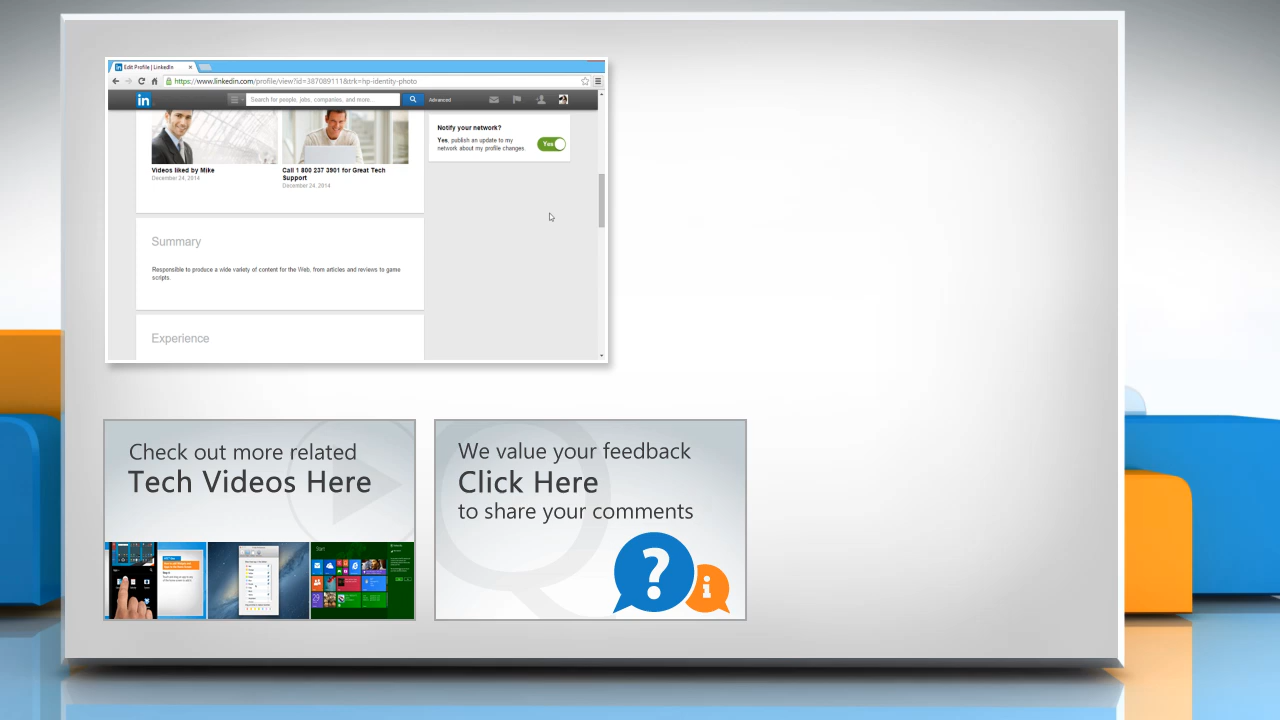 Edit Profile | LinkedIn
https://www.linkedin.com/profile/view?id=387089111&trk=hp-identity-photo
in
Search for people, jobs, companies, and more...
Advanced
Notify your network?
Yes, publish an update to my
network about my profile changes.
Yes
Videos liked by Mike
December 24, 2014
Call 1 800 237 3901 for Great Tech
Support
December 24, 2014
Summary
Responsible to produce a wide variety of content for the Web, from articles and reviews to game
scripts.
Experience
Check out more related
Tech Videos Here
Start
We value your feedback
Click Here
to share your comments
?
i